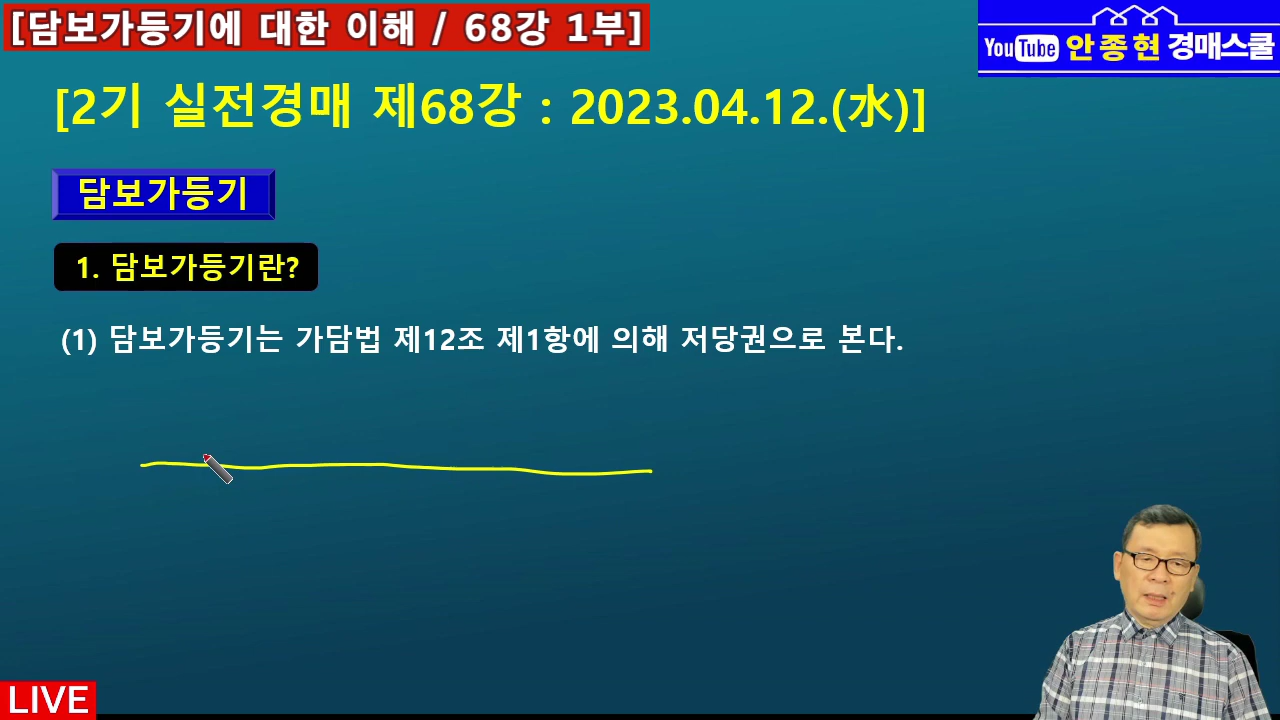 [담보가등기에 대한 이해 / 68강 1부]
YouTube 안종현 경매스쿨
[2기 실전경매 제68강 : 2023.04.12.(水)]
담보가등기
1. 담보가등기란?
(1) 담보가등기는 가담법 제12조 제1항에 의해 저당권으로 본다.
LIVE